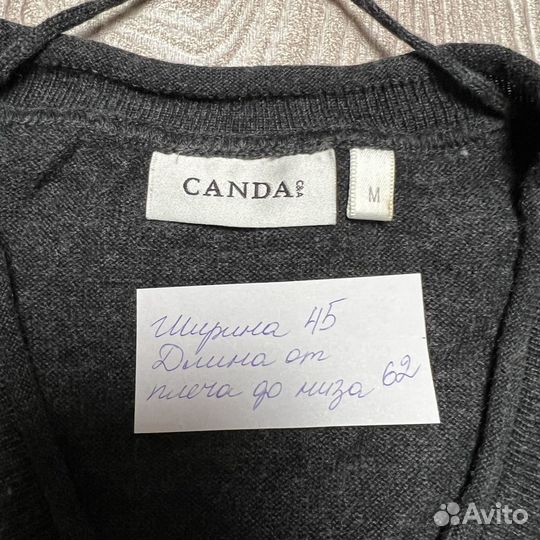 CANDA C&A
M
Ширина 45
Длина от
плеча до низа 62
Avito